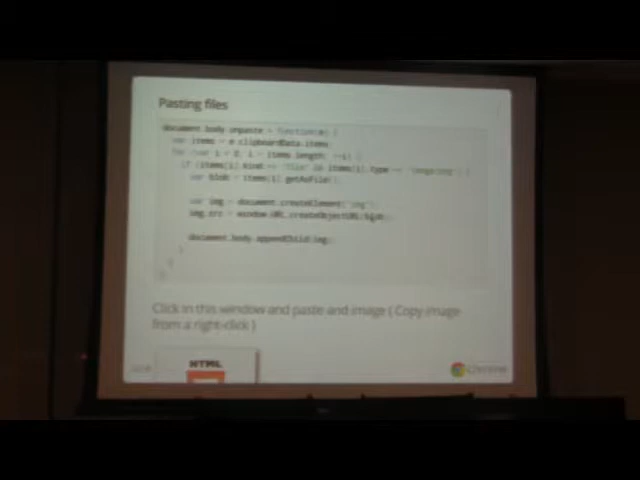 Pasting files
document.body.onpaste = function(e) {
var items = e.clipboardData.items;
for (var i = 0; i < items.length; ++i) {
if (items[i].kind == 'file' && items[i].type == 'image/png') {
var blob = items[i].getAsFile();
var img = document.createElement('img');
img.src = window.URL.createObjectURL(blob);
document.body.appendChild(img);
}
}
}
Click in this window and paste and image ( Copy image
from a right-click )
HTML
Chrome